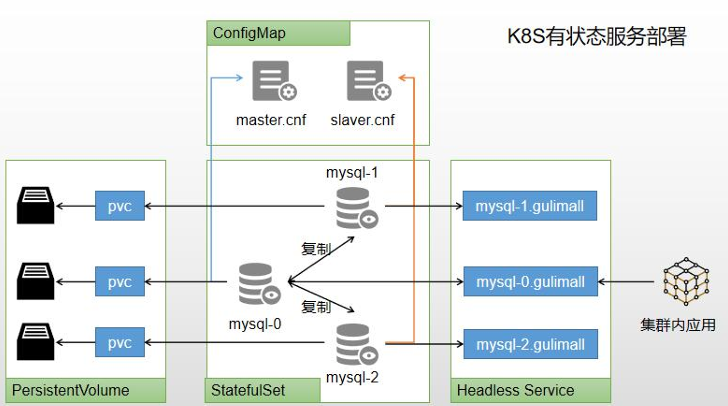 K8S有状态服务部署
ConfigMap
master.cnf
slaver.cnf
mysql-1
pvc
mysql-1.gulimall
复制
pvc
mysql-0
mysql-0.gulimall
集群内应用
复制
pvc
mysql-2
mysql-2.gulimall
PersistentVolume
StatefulSet
Headless Service